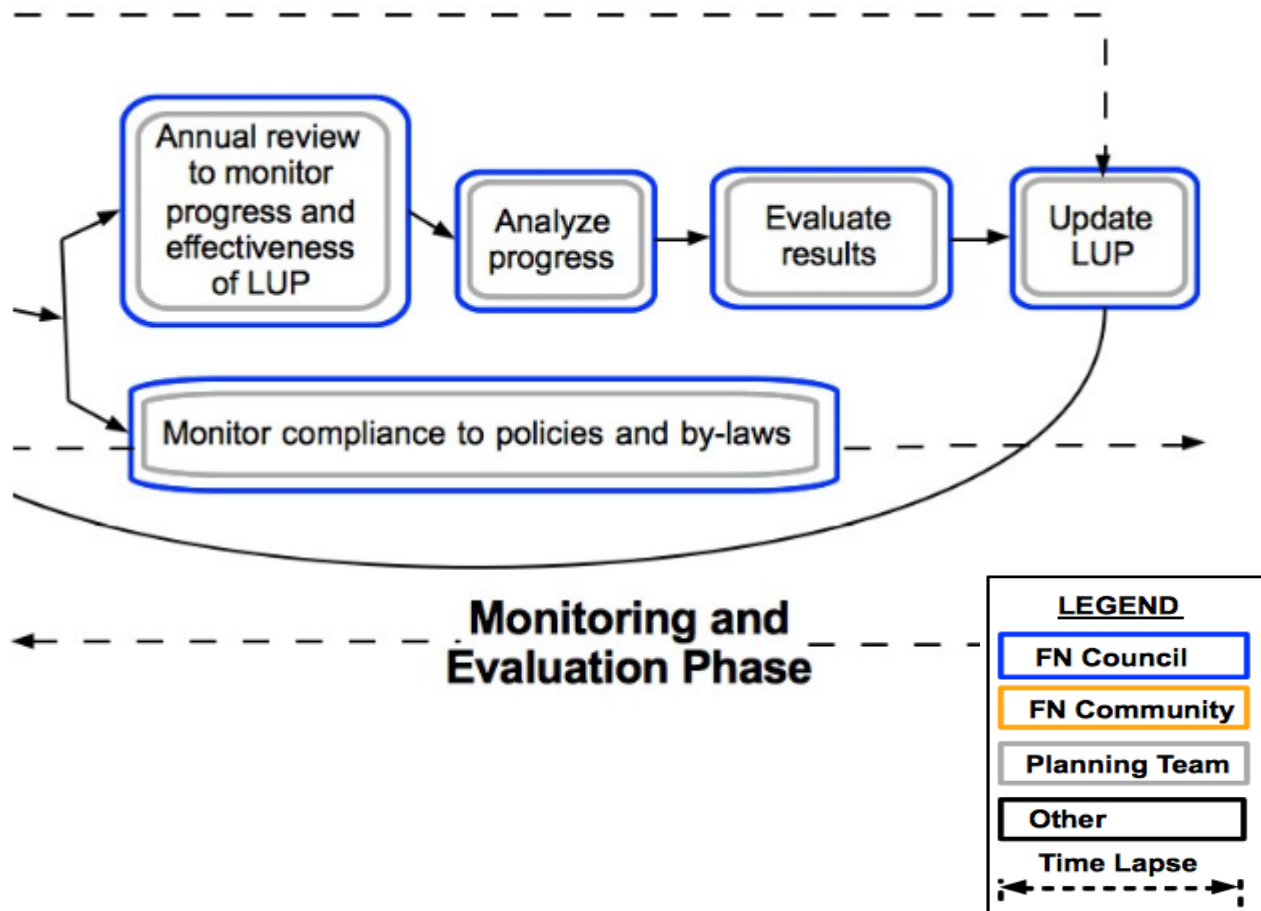 Annual review
to monitor
progress and
effectiveness
of LUP
Analyze
progress
Evaluate
results
Update
LUP
Monitor compliance to policies and by-laws
Monitoring and
Evaluation Phase
LEGEND
FN Council
FN Community
Planning Team
Other
Time Lapse